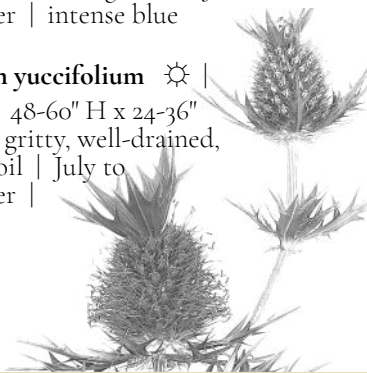 er | intense blue
n yuccifolium ☼ |
48-60" H x 24-36"
gritty, well-drained,
oil | July to
er |